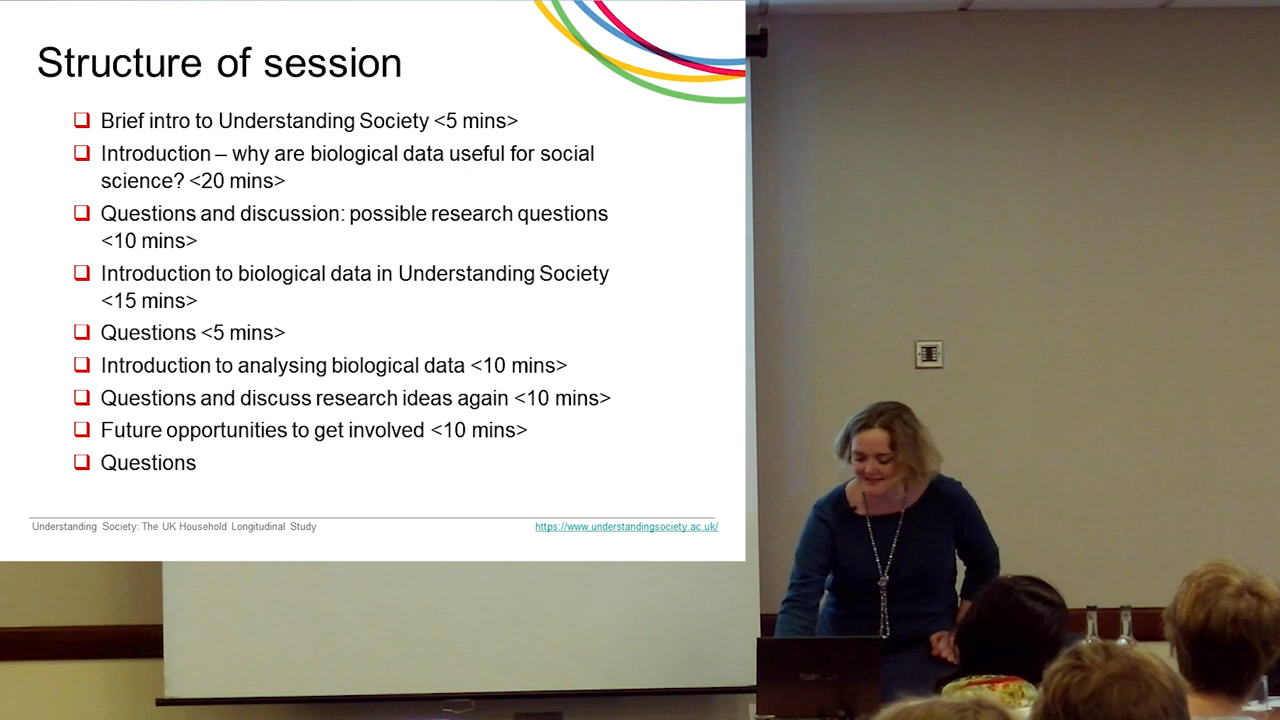 Structure of session
Brief intro to Understanding Society <5 mins>
Introduction – why are biological data useful for social
science? <20 mins>
Questions and discussion: possible research questions
<10 mins>
Introduction to biological data in Understanding Society
<15 mins>
Questions <5 mins>
Introduction to analysing biological data <10 mins>
Questions and discuss research ideas again <10 mins>
Future opportunities to get involved <10 mins>
Questions
Understanding Society: The UK Household Longitudinal Study
https://www.understandingsociety.ac.uk/